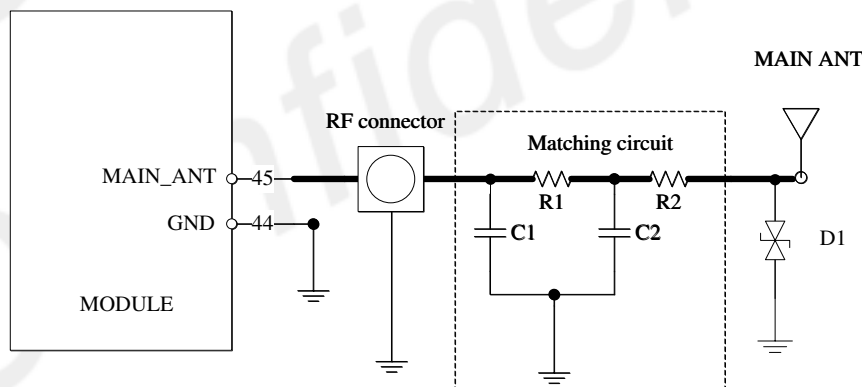 MAIN ANT
RF connector
Matching circuit
MAIN_ANT
45
R1
R2
GND
44
C1
C2
D1
MODULE